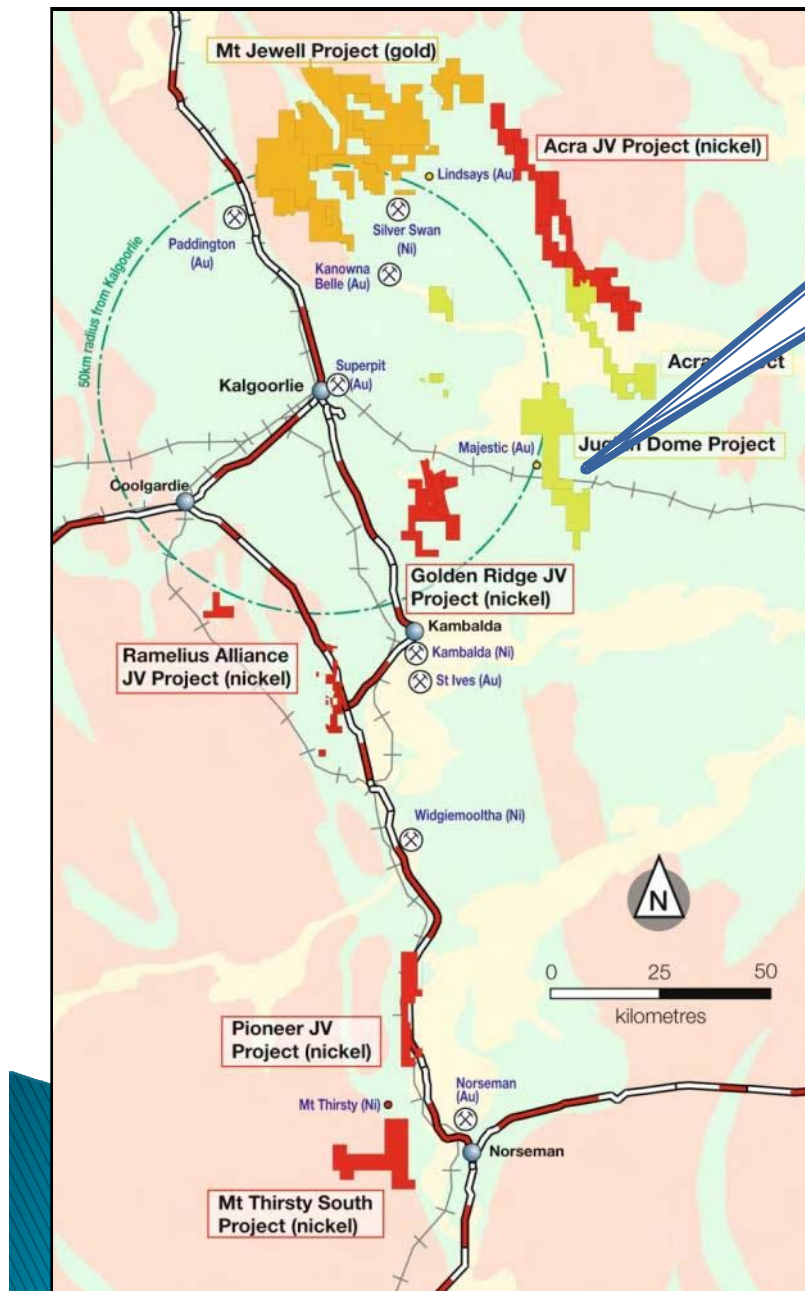 Mt Jewell Project (gold)
Acra JV Project (nickel)
Lindsays (Au)
Paddington
(Au)
Silver Swan
(Ni)
Kanowna
Belle (Au)
50km radius from Kalgoorlie
Superpit
(Au)
Kalgoorlie
Majestic (Au)
Dome Project
Coolgardie
Golden Ridge JV
Project (nickel)
Kambalda
Kambalda (Ni)
St Ives (Au)
Ramelius Alliance
JV Project (nickel)
Widgiemooltha (Ni)
N
0 25 50
kilometres
Pioneer JV
Project (nickel)
Mt Thirsty (Ni)
Norseman
(Au)
Norseman
Mt Thirsty South
Project (nickel)